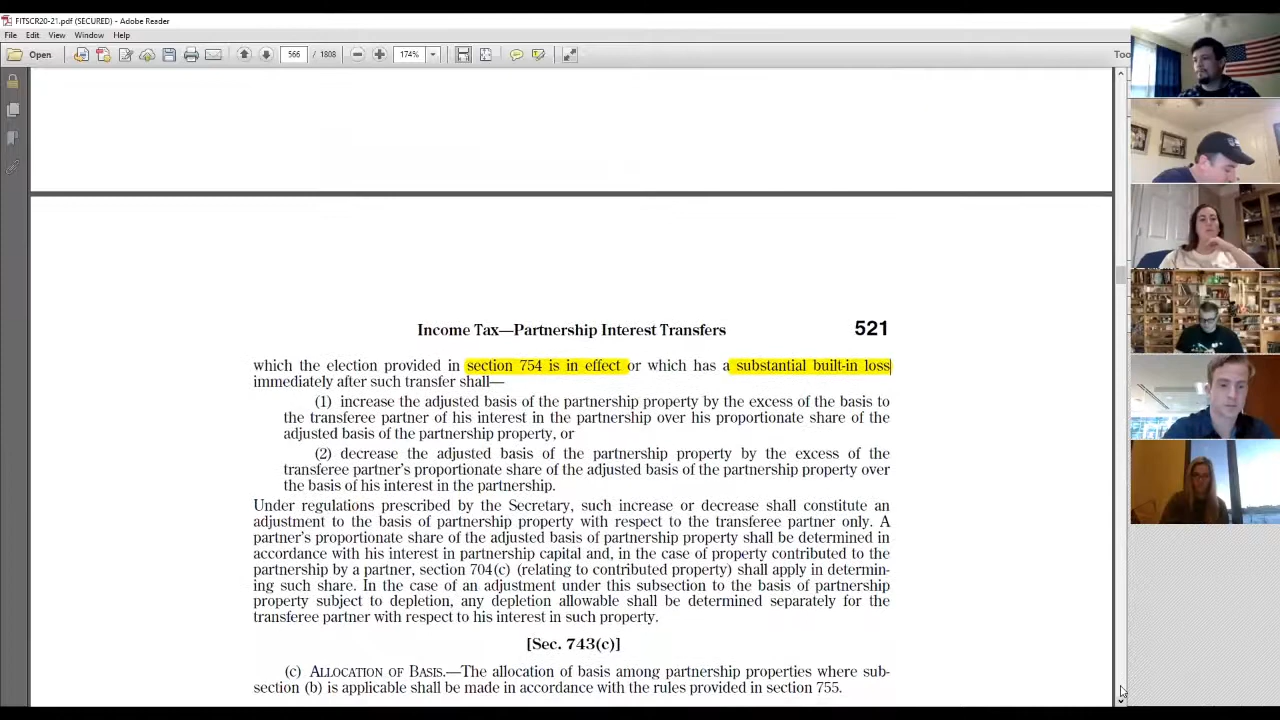 FITSCR20-21.pdf (SECURED) - Adobe Reader
File Edit View Window Help
Open 566 / 1808 174% Too
Income Tax—Partnership Interest Transfers 521
which the election provided in section 754 is in effect or which has a substantial built-in loss
immediately after such transfer shall—
(1) increase the adjusted basis of the partnership property by the excess of the basis to
the transferee partner of his interest in the partnership over his proportionate share of the
adjusted basis of the partnership property, or
(2) decrease the adjusted basis of the partnership property by the excess of the
transferee partner's proportionate share of the adjusted basis of the partnership property over
the basis of his interest in the partnership.
Under regulations prescribed by the Secretary, such increase or decrease shall constitute an
adjustment to the basis of partnership property with respect to the transferee partner only. A
partner's proportionate share of the adjusted basis of partnership property shall be determined in
accordance with his interest in partnership capital and, in the case of property contributed to the
partnership by a partner, section 704(c) (relating to contributed property) shall apply in determin-
ing such share. In the case of an adjustment under this subsection to the basis of partnership
property subject to depletion, any depletion allowable shall be determined separately for the
transferee partner with respect to his interest in such property.
[Sec. 743(c)]
(c) ALLOCATION OF BASIS.—The allocation of basis among partnership properties where sub-
section (b) is applicable shall be made in accordance with the rules provided in section 755.